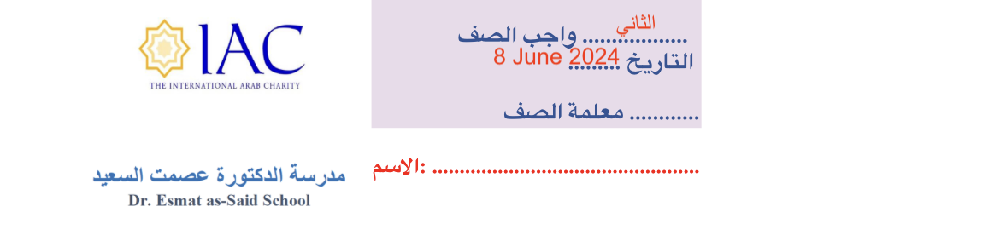 IAC
THE INTERNATIONAL ARAB CHARITY
الثاني
.................. واجب الصف
8 June 2024
التاريخ .........
............ معلمة الصف
الاسم: .................................................
مدرسة الدكتورة عصمت السعيد
Dr. Esmat as-Said School